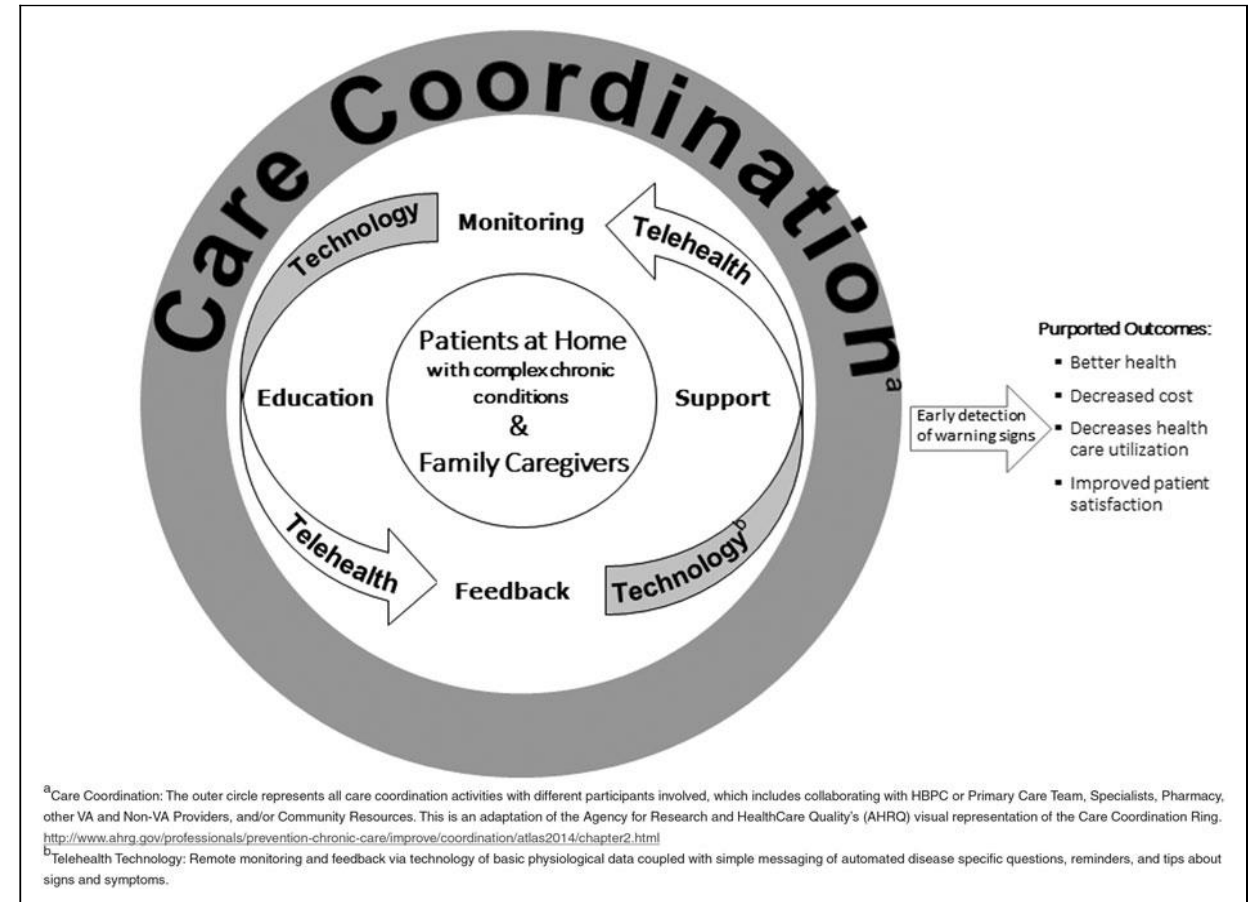 Care Coordination a
Technology
Monitoring
Telehealth
Patients at Home
with complex chronic
conditions
&
Family Caregivers
Education
Support
Telehealth
Feedback
Technology b
Early detection
of warning signs
Purported Outcomes:
▪ Better health
▪ Decreased cost
▪ Decreases health
care utilization
▪ Improved patient
satisfaction
aCare Coordination: The outer circle represents all care coordination activities with different participants involved, which includes collaborating with HBPC or Primary Care Team, Specialists, Pharmacy,
other VA and Non-VA Providers, and/or Community Resources. This is an adaptation of the Agency for Research and HealthCare Quality's (AHRQ) visual representation of the Care Coordination Ring.
http://www.ahrg.gov/professionals/prevention-chronic-care/improve/coordination/atlas2014/chapter2.html
bTelehealth Technology: Remote monitoring and feedback via technology of basic physiological data coupled with simple messaging of automated disease specific questions, reminders, and tips about
signs and symptoms.